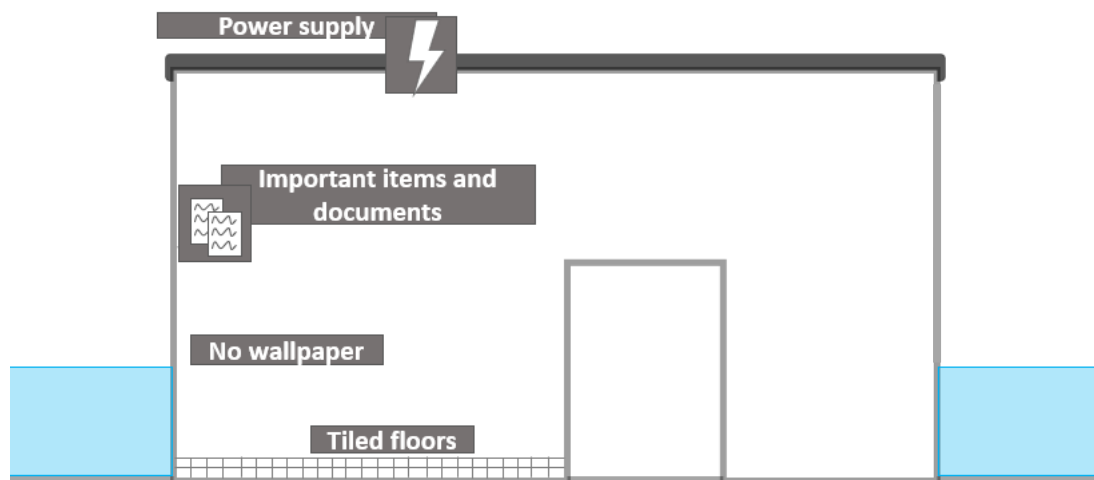 Power supply
Important items and
documents
No wallpaper
Tiled floors